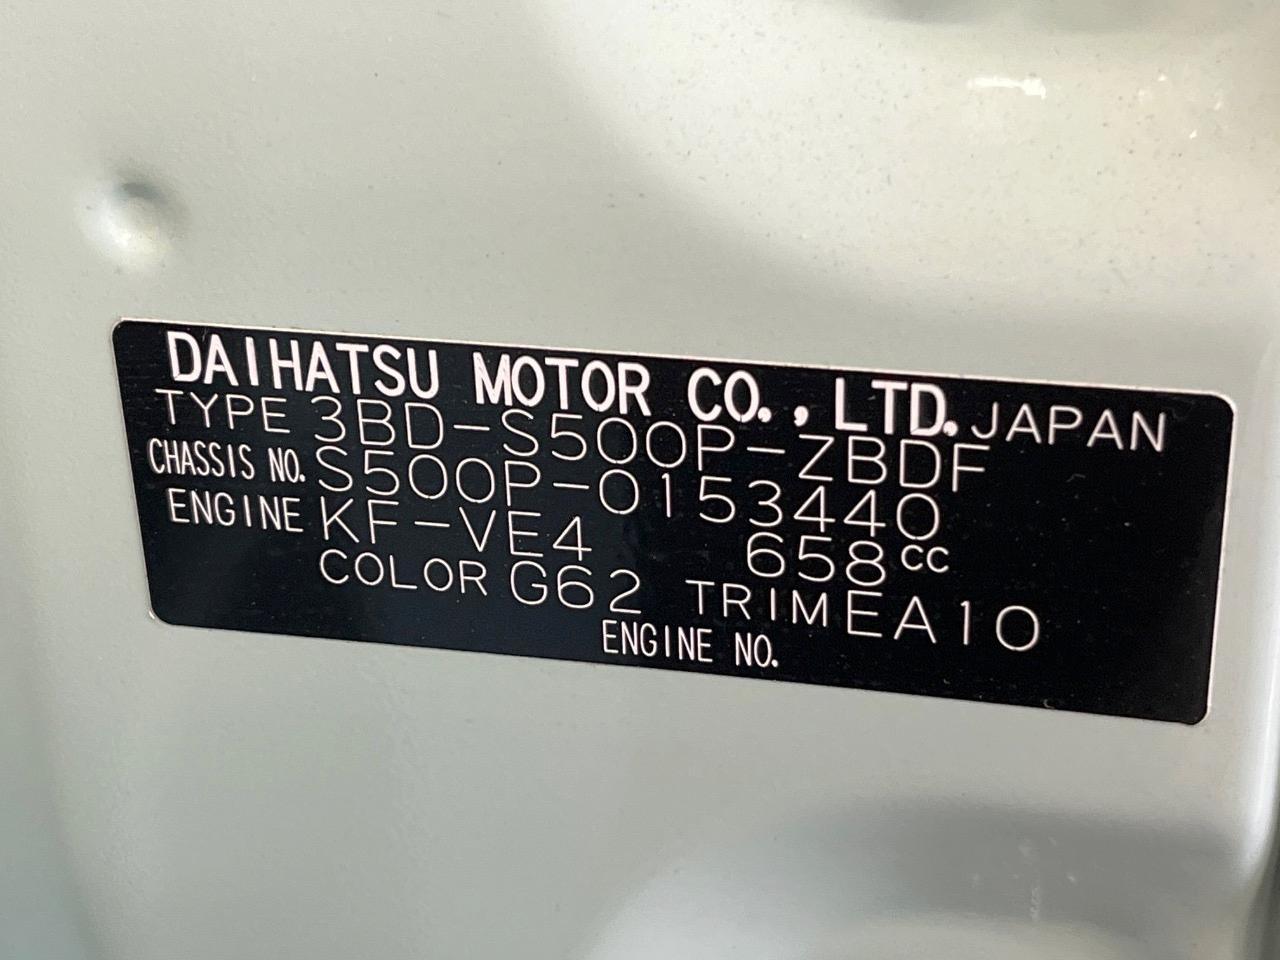 DAIHATSU MOTOR CO., LTD. JAPAN
TYPE 3BD-S500P-ZBDF
CHASSIS NO. S500P-0153440
ENGINE KF-VE4 658cc
COLOR G62 TRIM EA10
ENGINE NO.